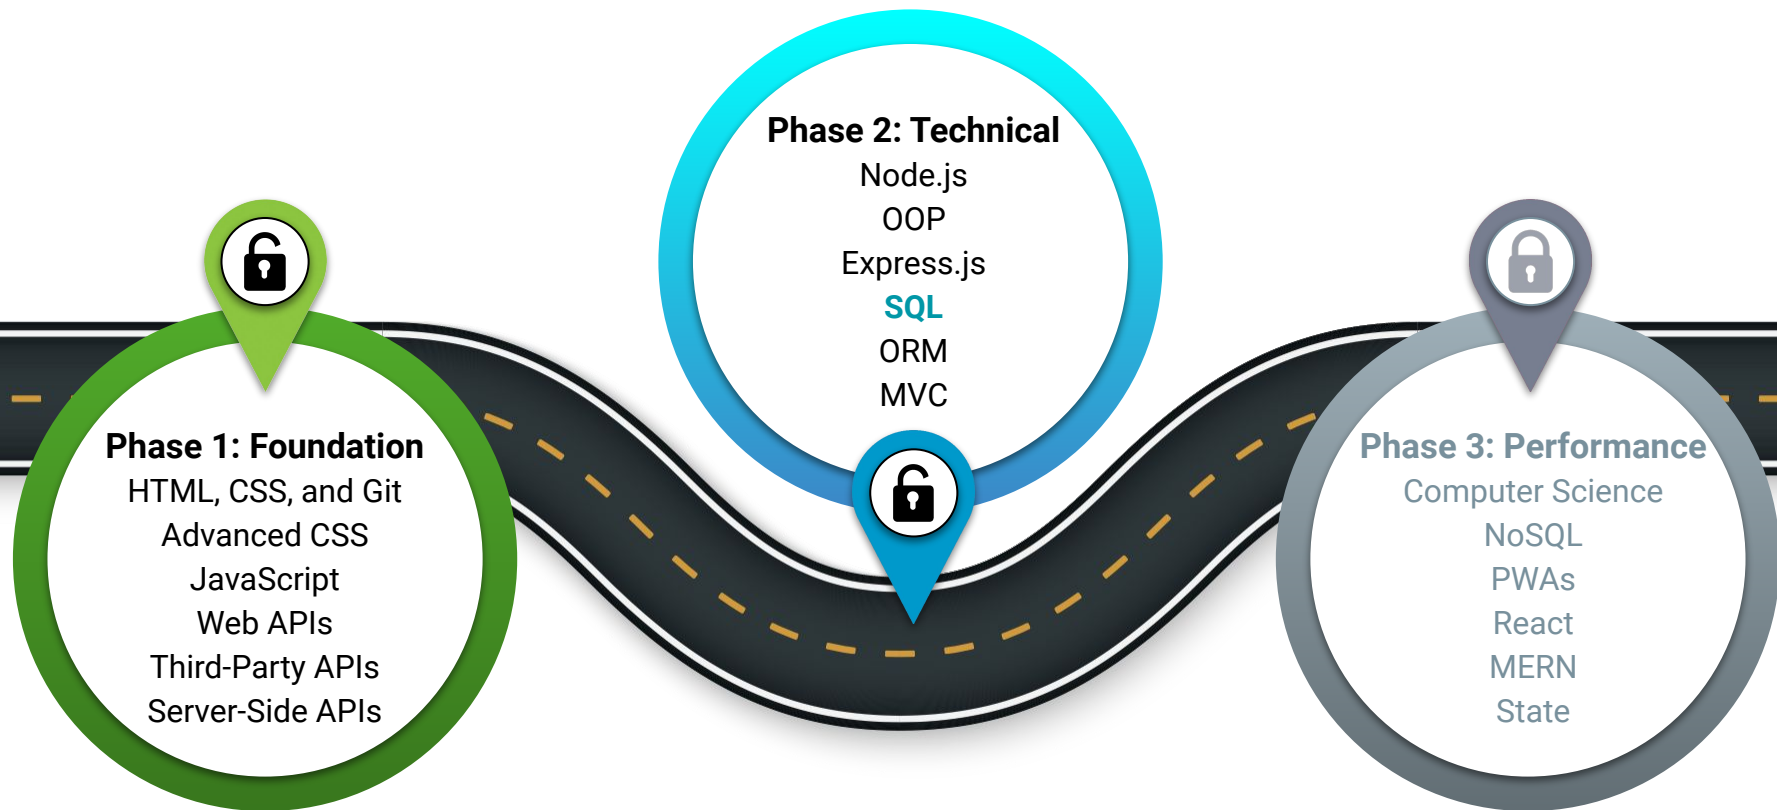 Phase 1: Foundation
HTML, CSS, and Git
Advanced CSS
JavaScript
Web APIs
Third-Party APIs
Server-Side APIs
Phase 2: Technical
Node.js
OOP
Express.js
SQL
ORM
MVC
Phase 3: Performance
Computer Science
NoSQL
PWAs
React
MERN
State